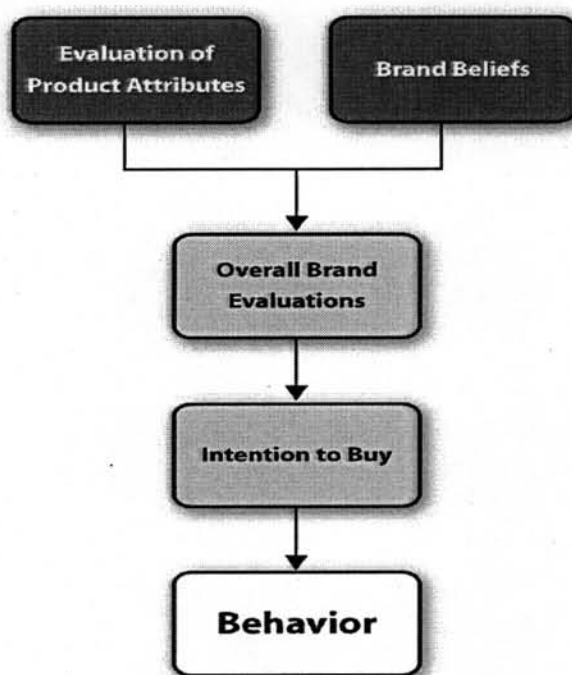 Evaluation of
Product Attributes
Brand Beliefs
Overall Brand
Evaluations
Intention to Buy
Behavior